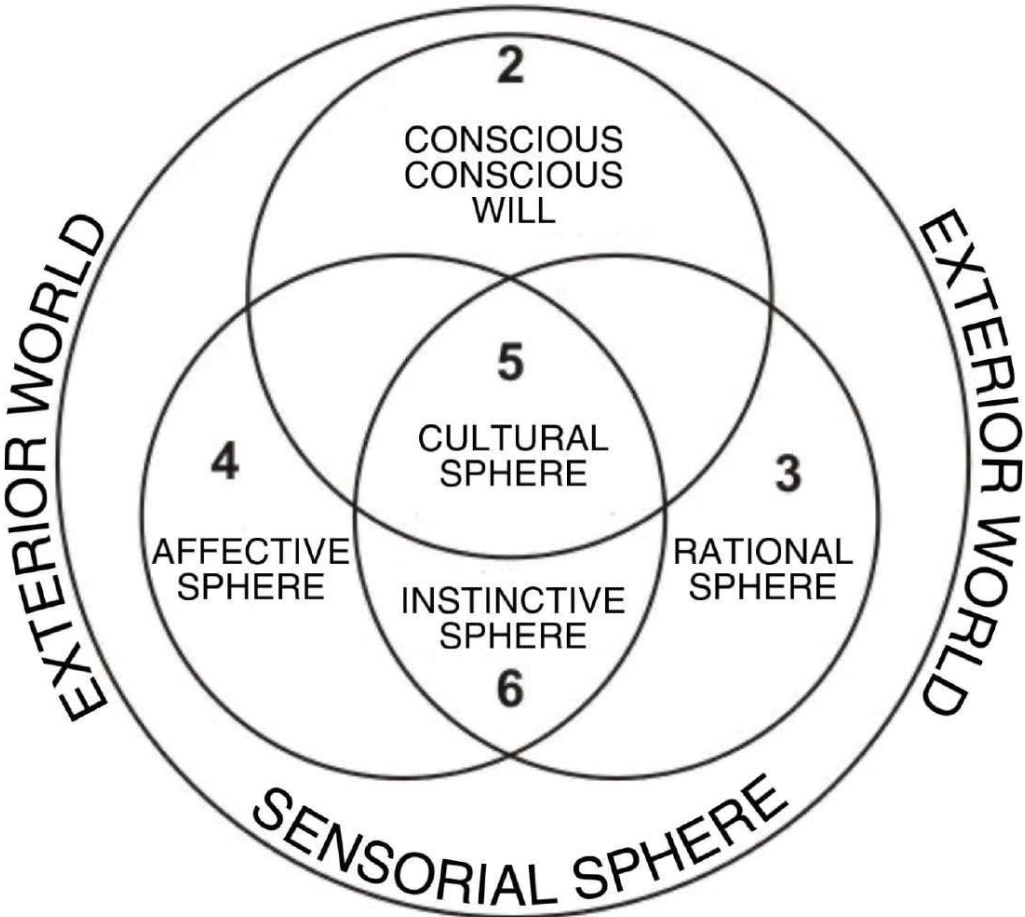 2
CONSCIOUS
CONSCIOUS
WILL
EXTERIOR WORLD
EXTERIOR WORLD
5
CULTURAL
SPHERE
4
AFFECTIVE
SPHERE
3
RATIONAL
SPHERE
INSTINCTIVE
SPHERE
6
SENSORIAL SPHERE